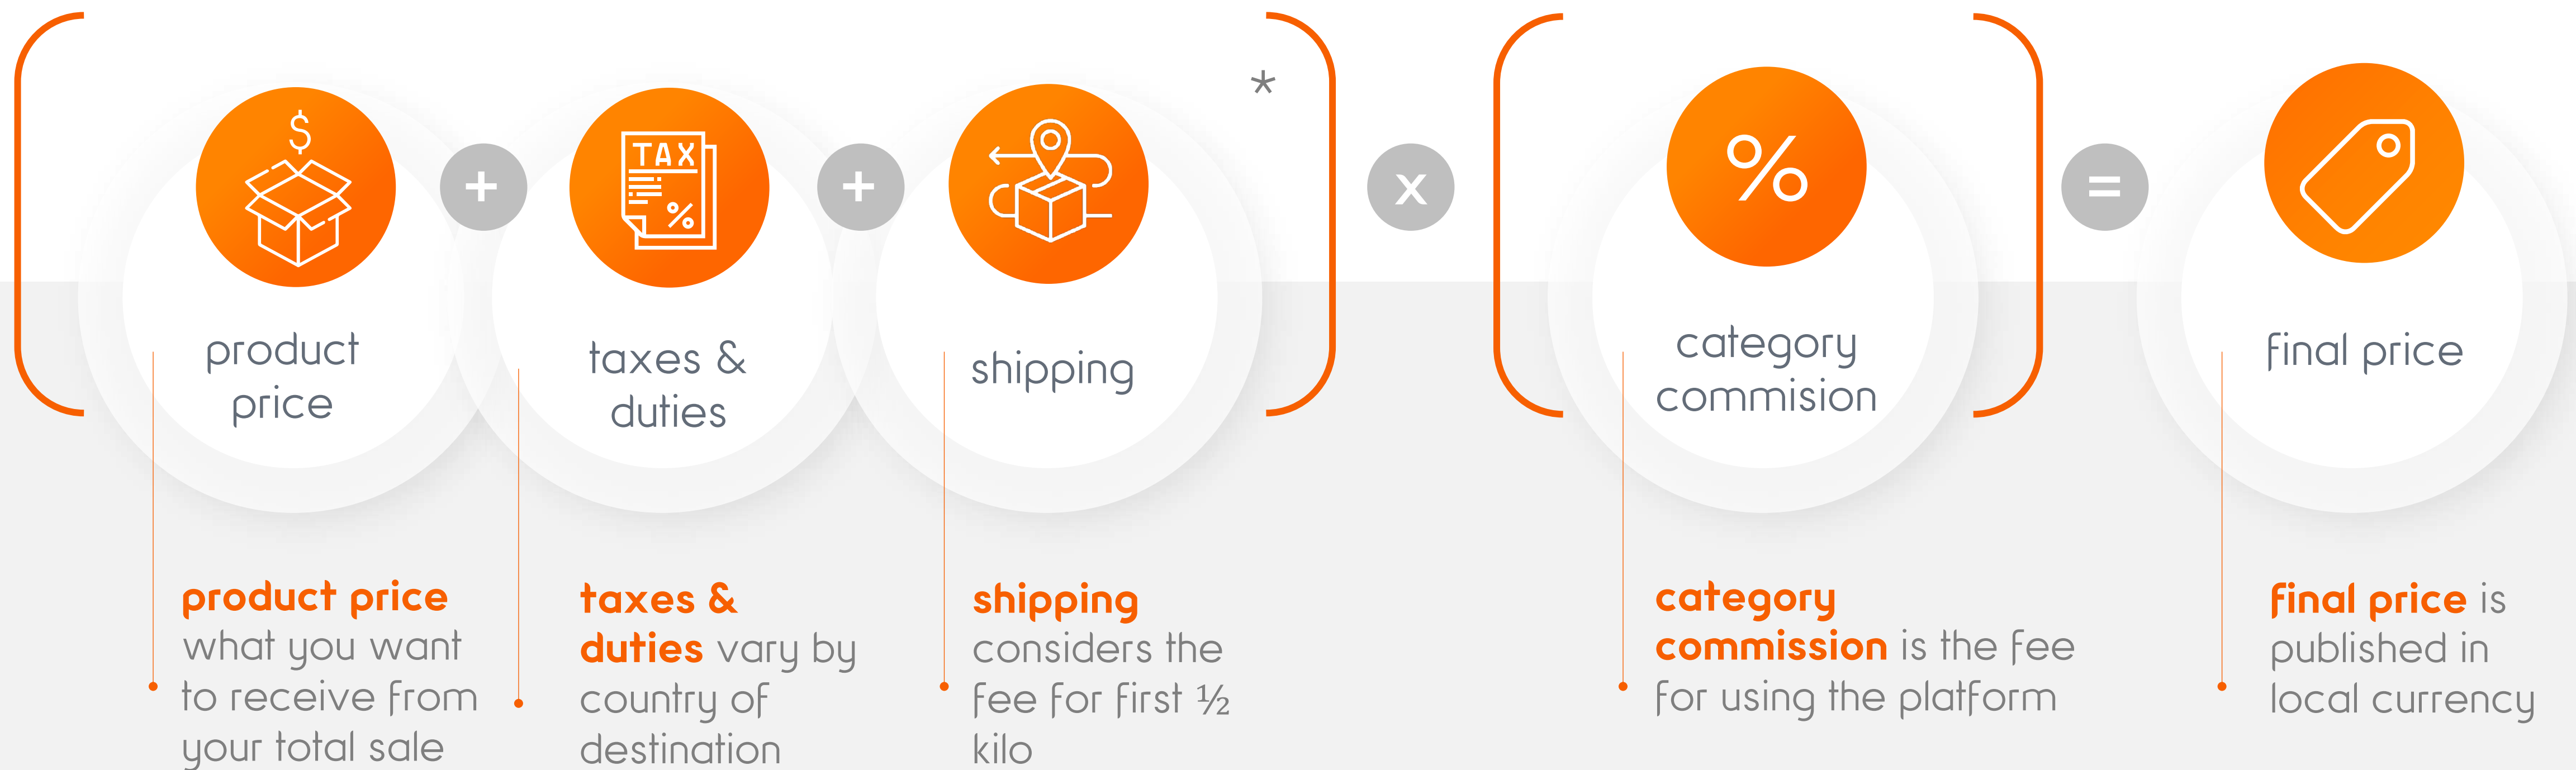 $
TAX
%
+
+
*
x
%
=
product
price
taxes &
duties
shipping
category
commision
final price
product price
what you want
to receive from
your total sale
taxes &
duties vary by
country of
destination
shipping
considers the
fee for first ½
kilo
category
commission is the fee
for using the platform
final price is
published in
local currency